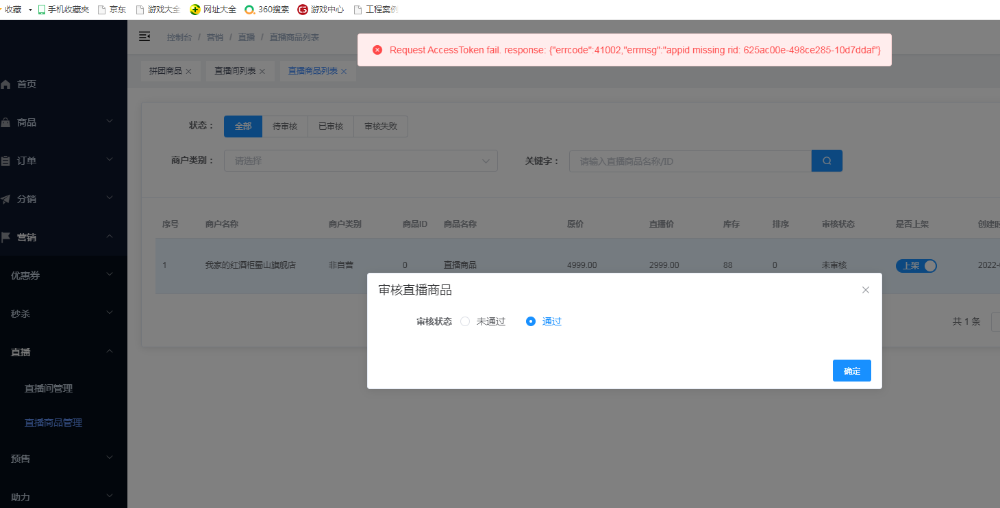 收藏 手机收藏夹 京东 游戏大全 网址大全 360搜索 游戏中心 工程案例
控制台 / 营销 / 直播 / 直播商品列表
Request AccessToken fail. response: {"errcode":41002,"errmsg":"appid missing rid: 625ac00e-498ce285-10d7ddaf"}
拼团商品 直播间列表 直播商品列表
首页
商品
订单
分销
营销
优惠券
秒杀
直播
直播间管理
直播商品管理
预售
助力
状态： 全部 待审核 已审核 审核失败
商户类别： 请选择 关键字： 请输入直播商品名称/ID
序号 商户名称 商户类别 商品ID 商品名称 原价 直播价 库存 排序 审核状态 是否上架 创建时
1 我家的红酒柜蜀山旗舰店 非自营 0 直播商品 4999.00 2999.00 88 0 未审核 上架 2022-
审核直播商品
审核状态 未通过 通过
共 1 条
确定